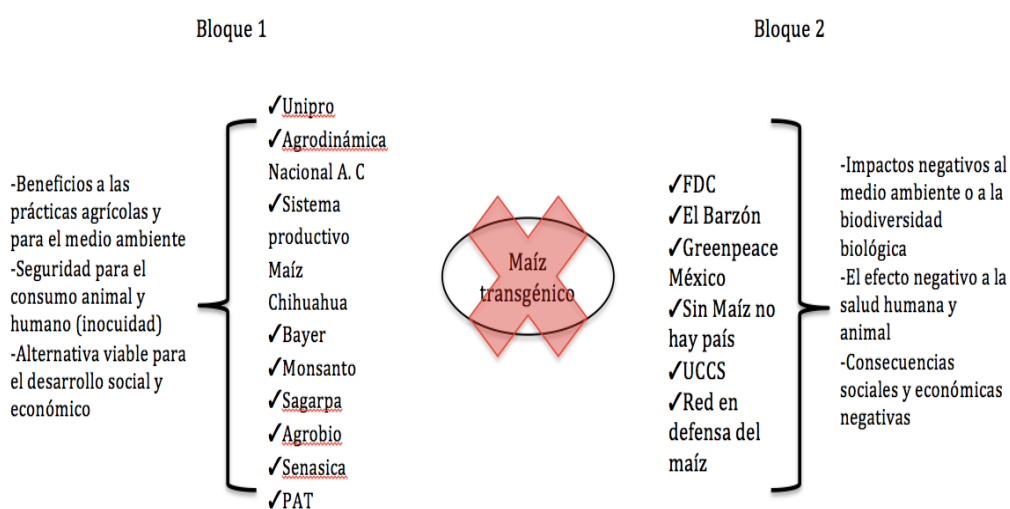 Bloque 1
-Beneficios a las
prácticas agrícolas y
para el medio ambiente
-Seguridad para el
consumo animal y
humano (inocuidad)
-Alternativa viable para
el desarrollo social y
económico
✓Unipro
✓Agrodinámica
Nacional A. C
✓Sistema
productivo
Maíz
Chihuahua
✓Bayer
✓Monsanto
✓Sagarpa
✓Agrobio
✓Senasica
✓PAT
Maíz
transgénico
Bloque 2
✓FDC
✓El Barzón
✓Greenpeace
México
✓Sin Maíz no
hay país
✓UCCS
✓Red en
defensa del
maíz
-Impactos negativos al
medio ambiente o a la
biodiversidad
biológica
-El efecto negativo a la
salud humana y
animal
-Consecuencias
sociales y económicas
negativas